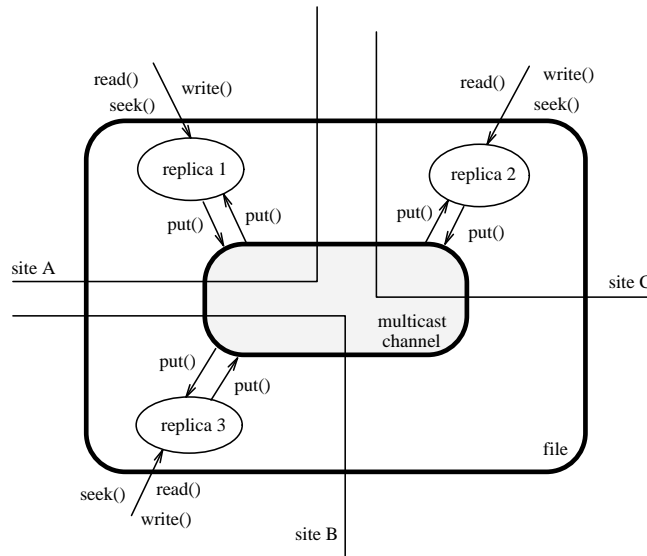 read()
write()
seek()
read()
write()
seek()
replica 1
replica 2
put()
put()
put()
put()
site A
site C
multicast
channel
put()
put()
replica 3
file
seek()
read()
write()
site B